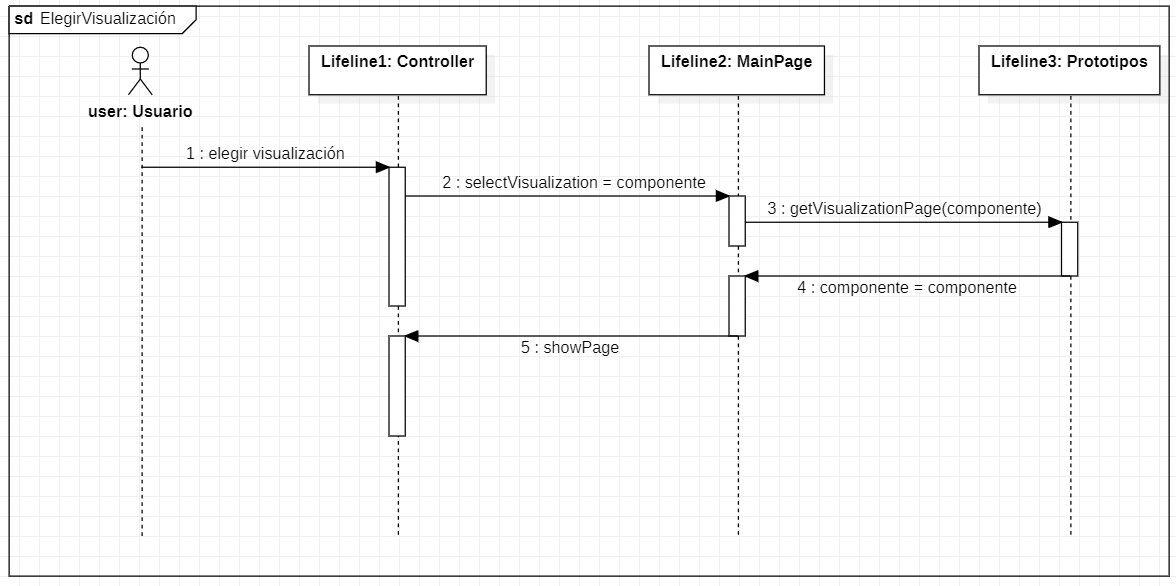 sd ElegirVisualización
Lifeline1: Controller
Lifeline2: MainPage
Lifeline3: Prototipos
user: Usuario
1 : elegir visualización
2 : selectVisualization = componente
3 : getVisualizationPage(componente)
4 : componente = componente
5 : showPage